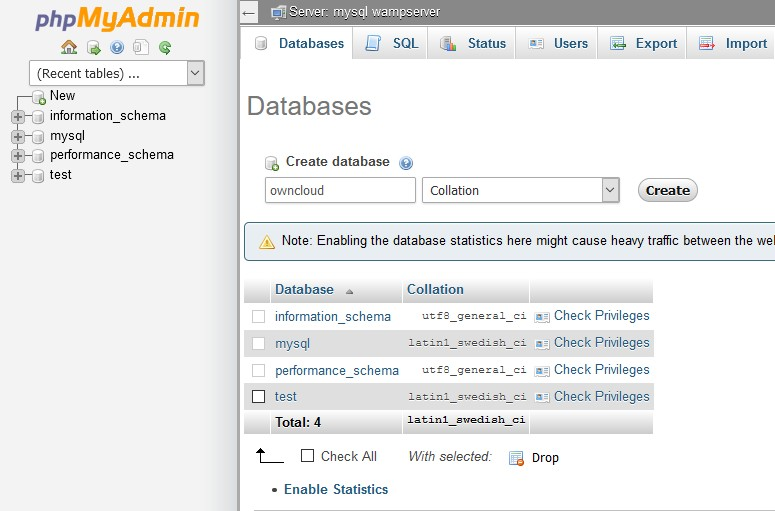 phpMyAdmin
(Recent tables) ...
New
information_schema
mysql
performance_schema
test
Server: mysql wampserver
Databases SQL Status Users Export Import
Databases
Create database
owncloud Collation Create
Note: Enabling the database statistics here might cause heavy traffic between the we
Database Collation
information_schema utf8_general_ci Check Privileges
mysql latin1_swedish_ci Check Privileges
performance_schema utf8_general_ci Check Privileges
test latin1_swedish_ci Check Privileges
Total: 4 latin1_swedish_ci
Check All With selected: Drop
• Enable Statistics